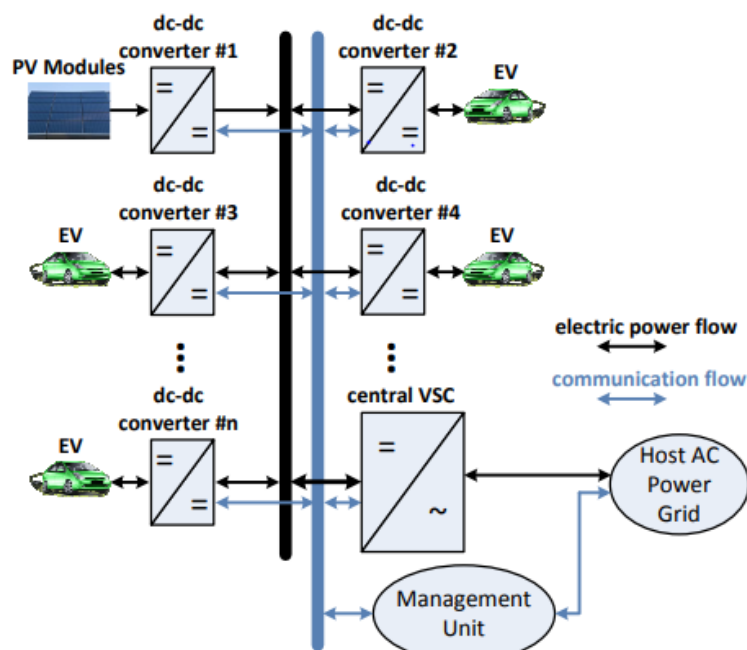 dc-dc
converter #1
dc-dc
converter #2
PV Modules
EV
=
=
=
=
dc-dc
converter #3
dc-dc
converter #4
EV
EV
=
=
=
=
electric power flow
communication flow
dc-dc
converter #n
central VSC
EV
=
=
=
~
Host AC
Power
Grid
Management
Unit